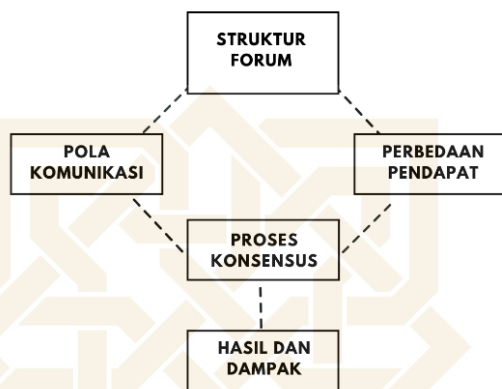 STRUKTUR
FORUM
POLA
KOMUNIKASI
PERBEDAAN
PENDAPAT
PROSES
KONSENSUS
HASIL DAN
DAMPAK